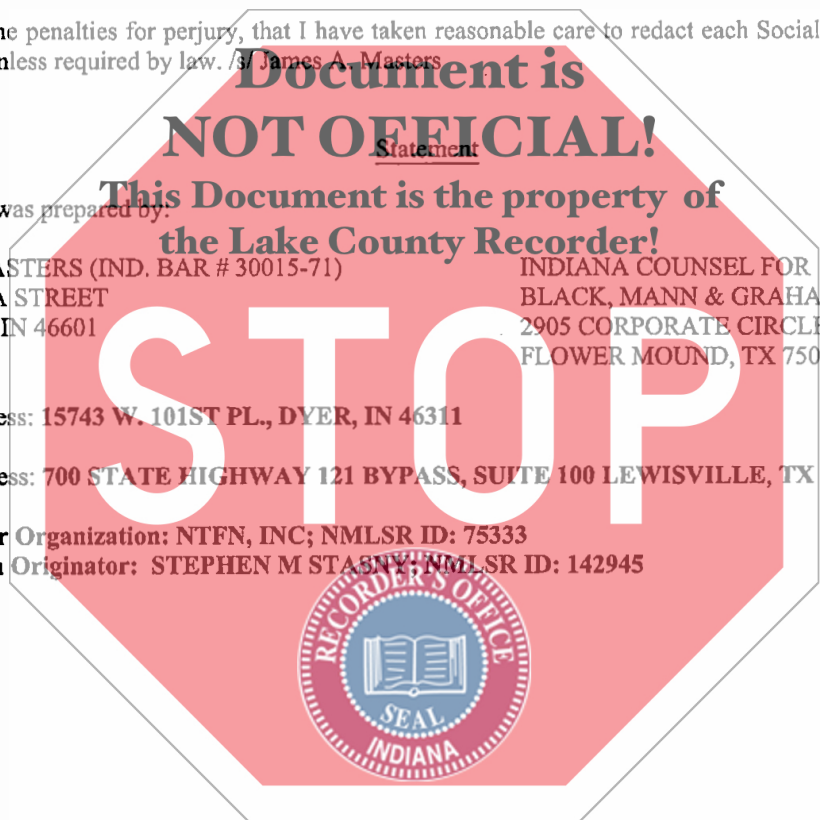 ne penalties for perjury, that I have taken reasonable care to redact each Social
nless required by law. /s/ James A. Masters
Document is
NOT OFFICIAL!
Statement
This Document is the property of
was prepared by:
the Lake County Recorder!
ASTERS (IND. BAR # 30015-71)
INDIANA COUNSEL FOR
A STREET
BLACK, MANN & GRAHA
IN 46601
2905 CORPORATE CIRCLE
FLOWER MOUND, TX 750
STOP
ess: 15743 W. 101ST PL., DYER, IN 46311
ess: 700 STATE HIGHWAY 121 BYPASS, SUITE 100 LEWISVILLE, TX
r Organization: NTFN, INC; NMLSR ID: 75333
n Originator: STEPHEN M STASNY; NMLSR ID: 142945
RECORDER'S OFFICE
SEAL
INDIANA